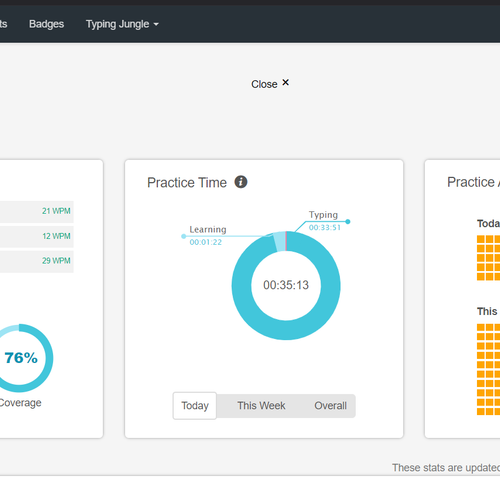 ts Badges Typing Jungle
Close ×
Practice Time i
Practice A
21 WPM
12 WPM
29 WPM
Learning
00:01:22
Typing
00:33:51
00:35:13
76%
Coverage
Today This Week Overall
Toda
This
These stats are updated